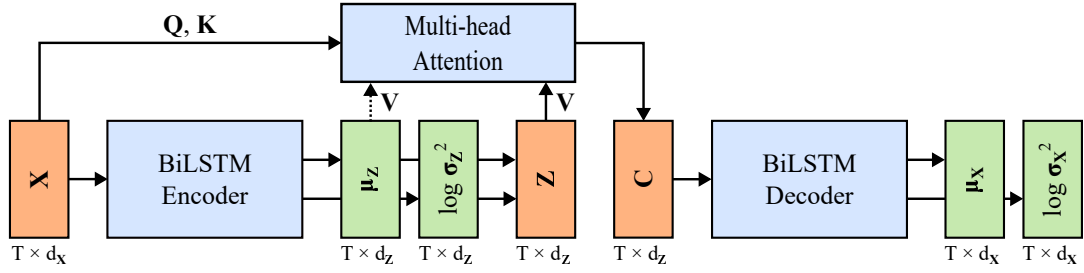 Q, K
Multi-head
Attention
V
V
X
BiLSTM
Encoder
μZ
log σZ²
Z
C
BiLSTM
Decoder
μX
log σX²
T × dX
T × dZ
T × dZ
T × dZ
T × dZ
T × dX
T × dX